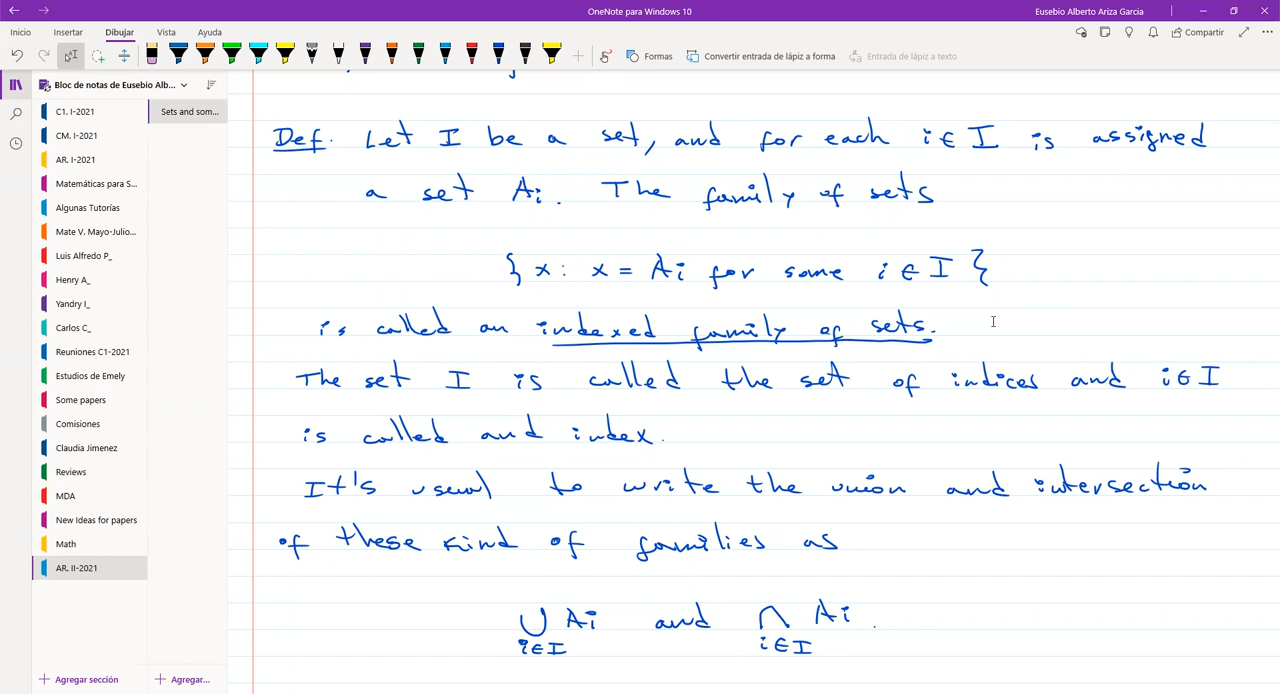 OneNote para Windows 10
Eusebio Alberto Ariza Garcia
Inicio Insertar Dibujar Vista Ayuda
Compartir
Formas Convertir entrada de lápiz a forma Entrada de lápiz a texto
Bloc de notas de Eusebio Alb...
C1. I-2021
CM. I-2021
AR. I-2021
Matemáticas para S...
Algunas Tutorías
Mate V. Mayo-Julio...
Luis Alfredo P_
Henry A_
Yandry I_
Carlos C_
Reuniones C1-2021
Estudios de Emely
Some papers
Comisiones
Claudia Jimenez
Reviews
MDA
New Ideas for papers
Math
AR. II-2021
Agregar sección
Sets and som...
Agregar...
Def. Let I be a set, and for each i∈I is assigned
a set Ai. The family of sets
{x: x = Ai for some i∈I}
is called an indexed family of sets.
The set I is called the set of indices and i∈I
is called and index.
It's usual to write the union and intersection
of these kind of families as
∪ Ai and ∩ Ai.
i∈I i∈I